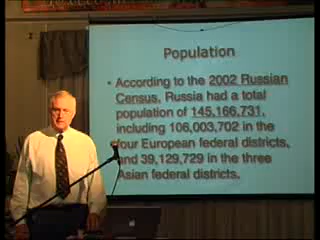 Population
• According to the 2002 Russian
Census, Russia had a total
population of 145,166,731,
including 106,003,702 in the
four European federal districts,
and 39,129,729 in the three
Asian federal districts.